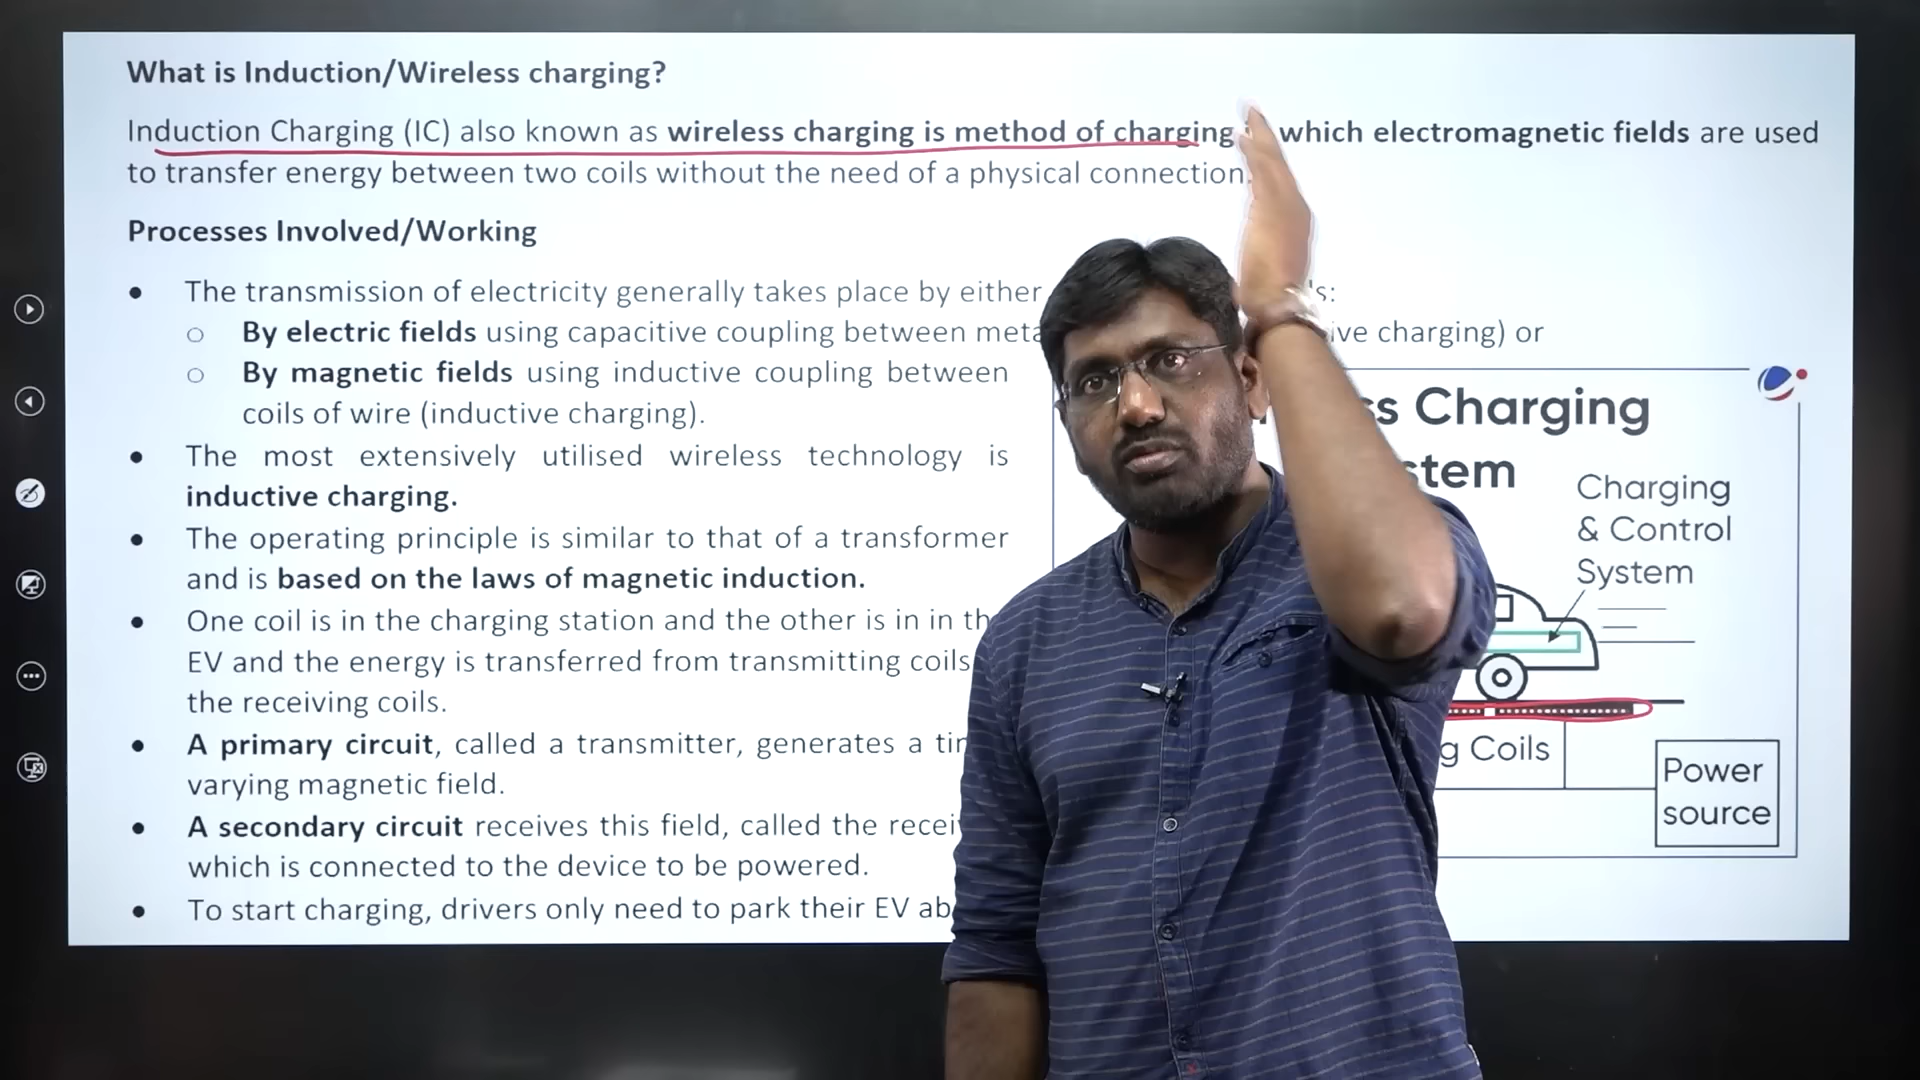 What is Induction/Wireless charging?
Induction Charging (IC) also known as wireless charging is method of charging which electromagnetic fields are used
to transfer energy between two coils without the need of a physical connection.
Processes Involved/Working
• The transmission of electricity generally takes place by either
○ By electric fields using capacitive coupling between charging) or
○ By magnetic fields using inductive coupling between
coils of wire (inductive charging).
• The most extensively utilised wireless technology is
inductive charging.
• The operating principle is similar to that of a transformer
and is based on the laws of magnetic induction.
• One coil is in the charging station and the other is in in
EV and the energy is transferred from transmitting coils
the receiving coils.
• A primary circuit, called a transmitter, generates a
varying magnetic field.
• A secondary circuit receives this field, called the
which is connected to the device to be powered.
• To start charging, drivers only need to park their EV
Charging
Charging
& Control
System
Coils
Power
source